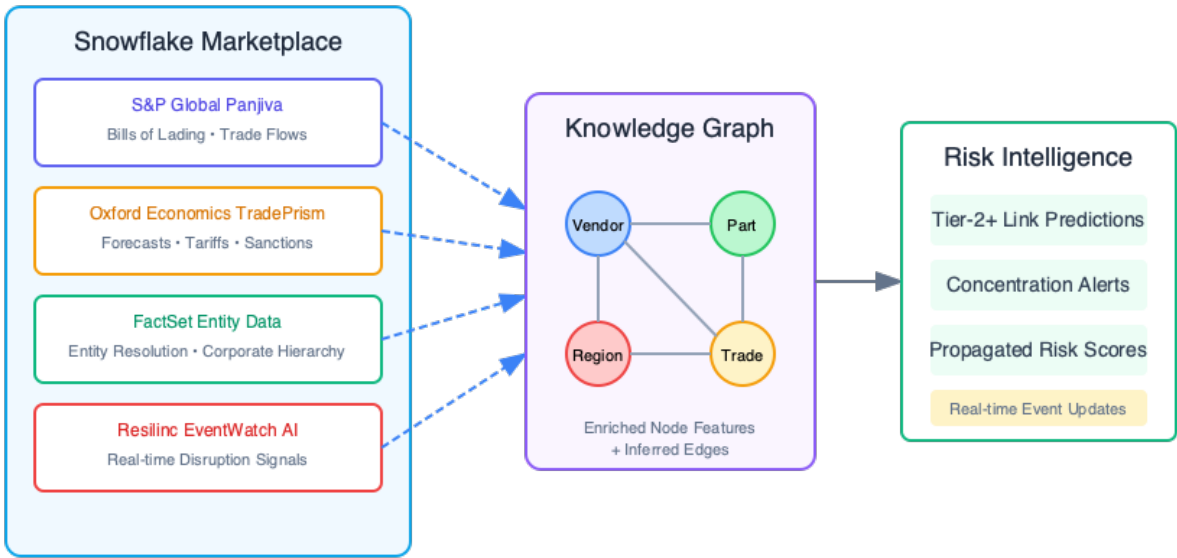 Snowflake Marketplace
S&P Global Panjiva
Bills of Lading • Trade Flows
Oxford Economics TradePrism
Forecasts • Tariffs • Sanctions
FactSet Entity Data
Entity Resolution • Corporate Hierarchy
Resilinc EventWatch AI
Real-time Disruption Signals
Knowledge Graph
Vendor
Part
Region
Trade
Enriched Node Features
+ Inferred Edges
Risk Intelligence
Tier-2+ Link Predictions
Concentration Alerts
Propagated Risk Scores
Real-time Event Updates